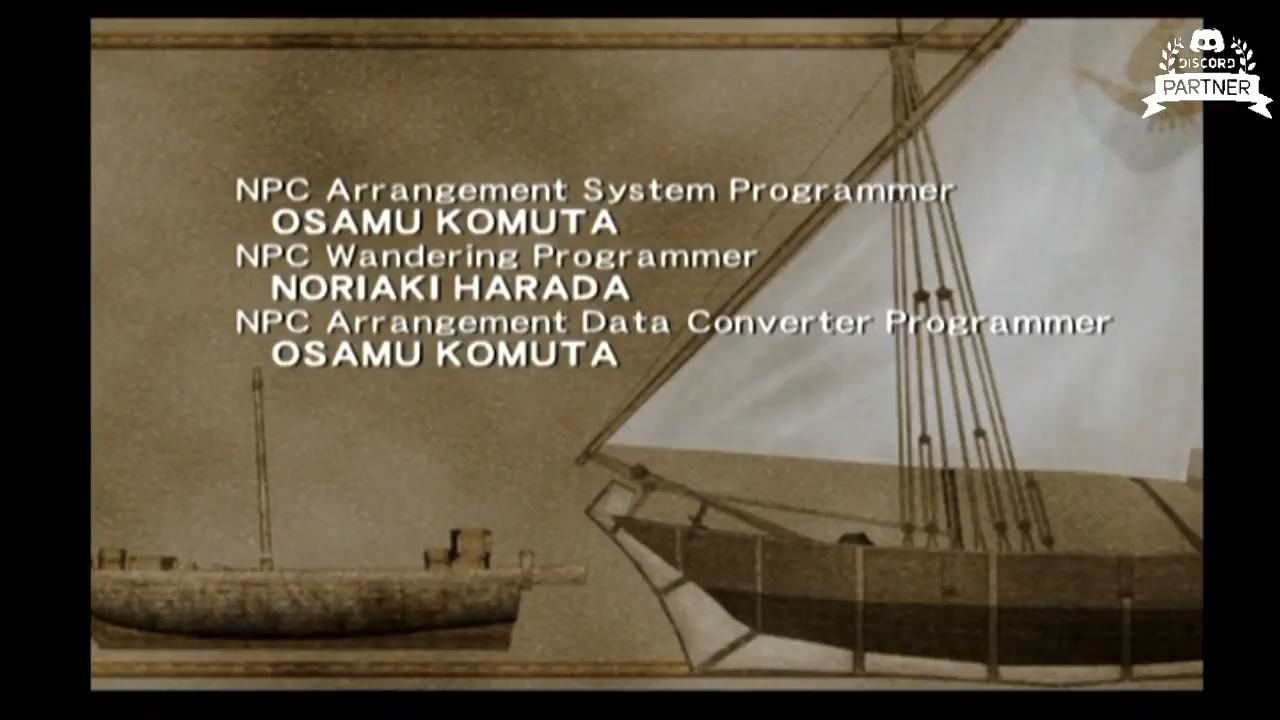 DISCORD
PARTNER
NPC Arrangement System Programmer
OSAMU KOMUTA
NPC Wandering Programmer
NORIAKI HARADA
NPC Arrangement Data Converter Programmer
OSAMU KOMUTA